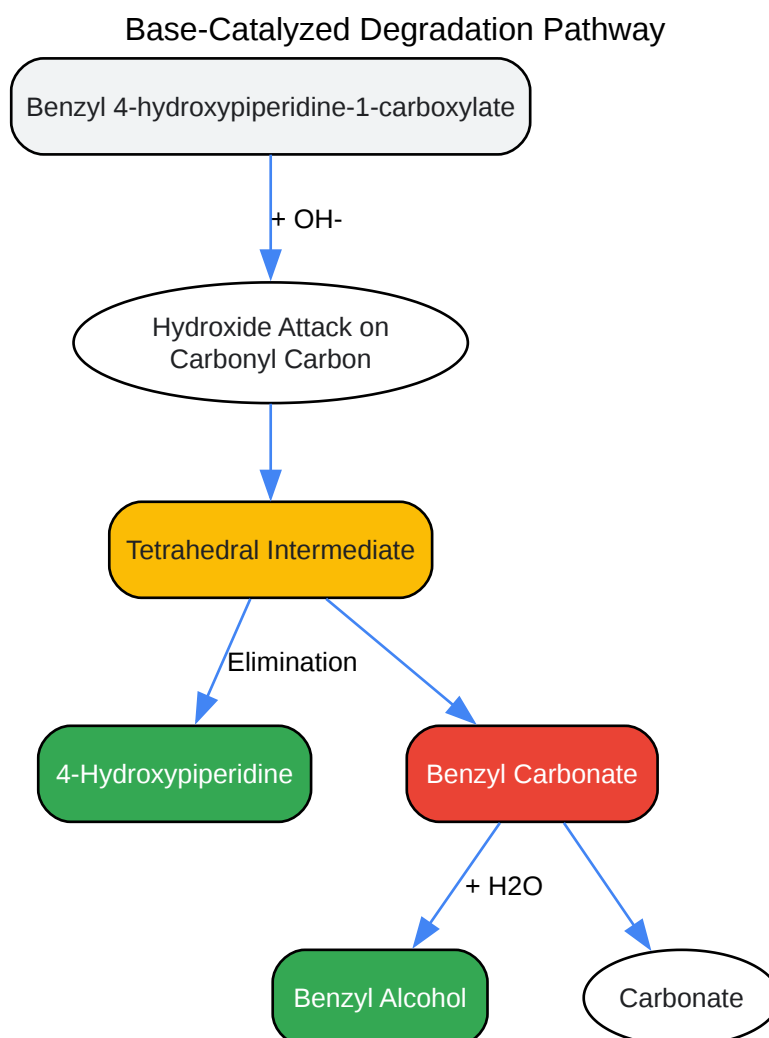 Base-Catalyzed Degradation Pathway
Benzyl 4-hydroxypiperidine-1-carboxylate
+ OH-
Hydroxide Attack on
Carbonyl Carbon
Tetrahedral Intermediate
Elimination
4-Hydroxypiperidine
Benzyl Carbonate
+ H2O
Benzyl Alcohol
Carbonate